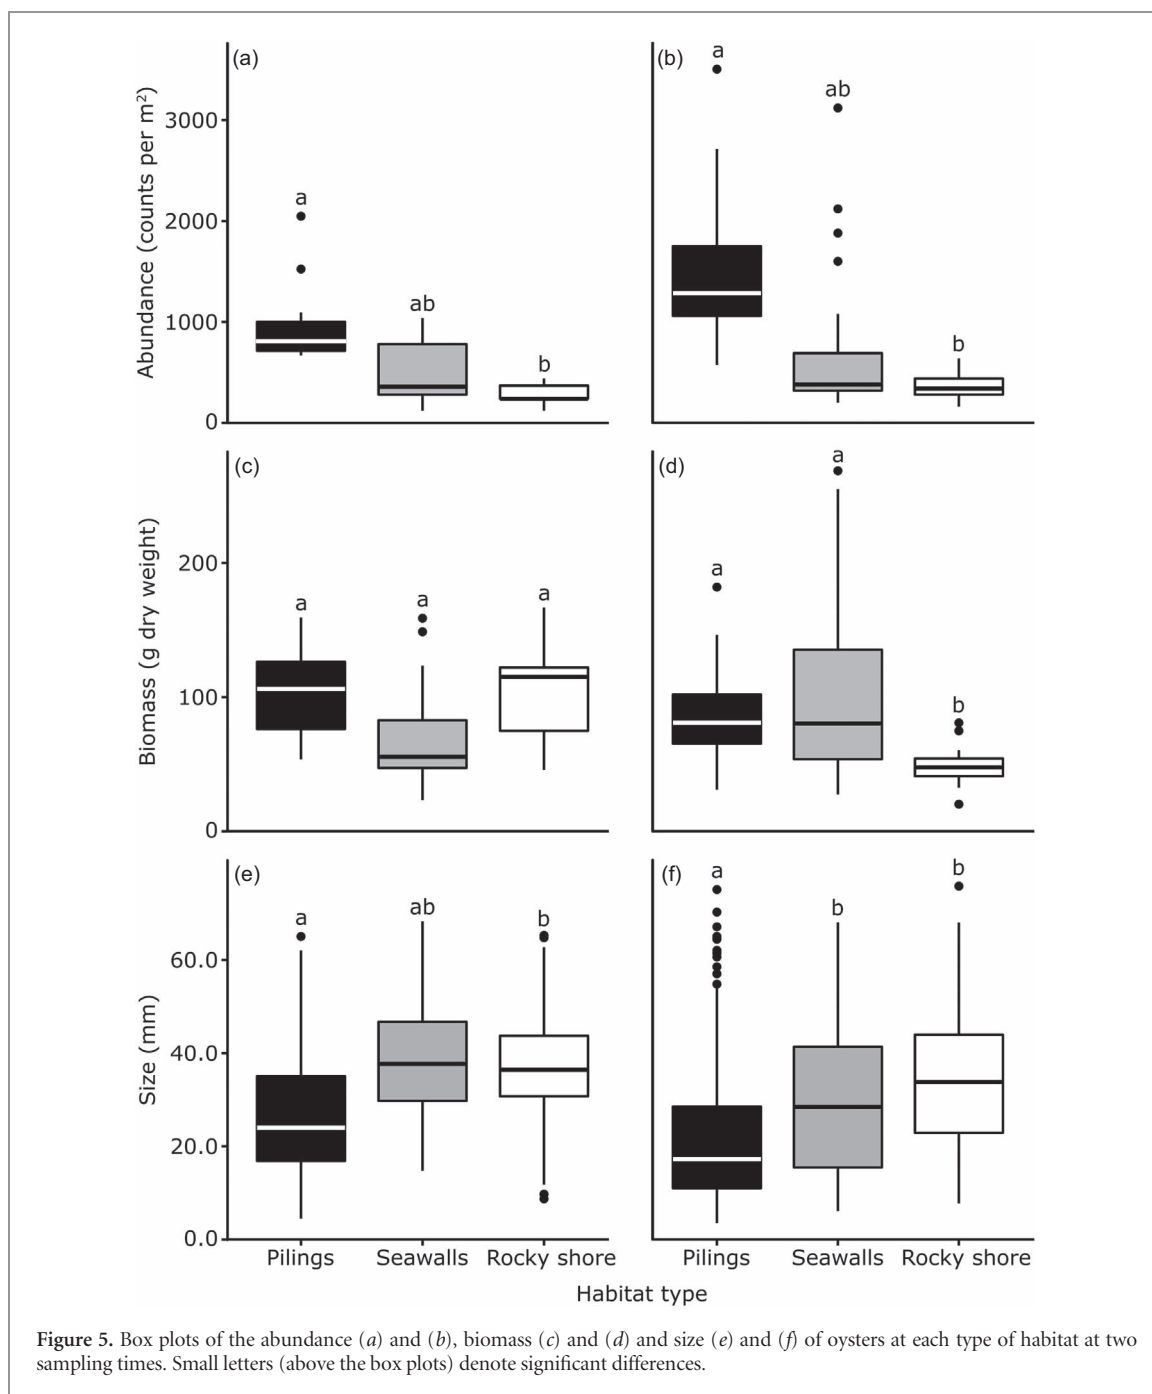 (a)
(b)
Abundance (counts per m²)
3000
2000
1000
0
a
ab
b
a
ab
b
(c)
(d)
Biomass (g dry weight)
200
100
0
a
a
a
a
a
b
(e)
(f)
Size (mm)
60.0
40.0
20.0
0.0
a
ab
b
a
b
b
Pilings Seawalls Rocky shore
Pilings Seawalls Rocky shore
Habitat type
Figure 5. Box plots of the abundance (a) and (b), biomass (c) and (d) and size (e) and (f) of oysters at each type of habitat at two
sampling times. Small letters (above the box plots) denote significant differences.